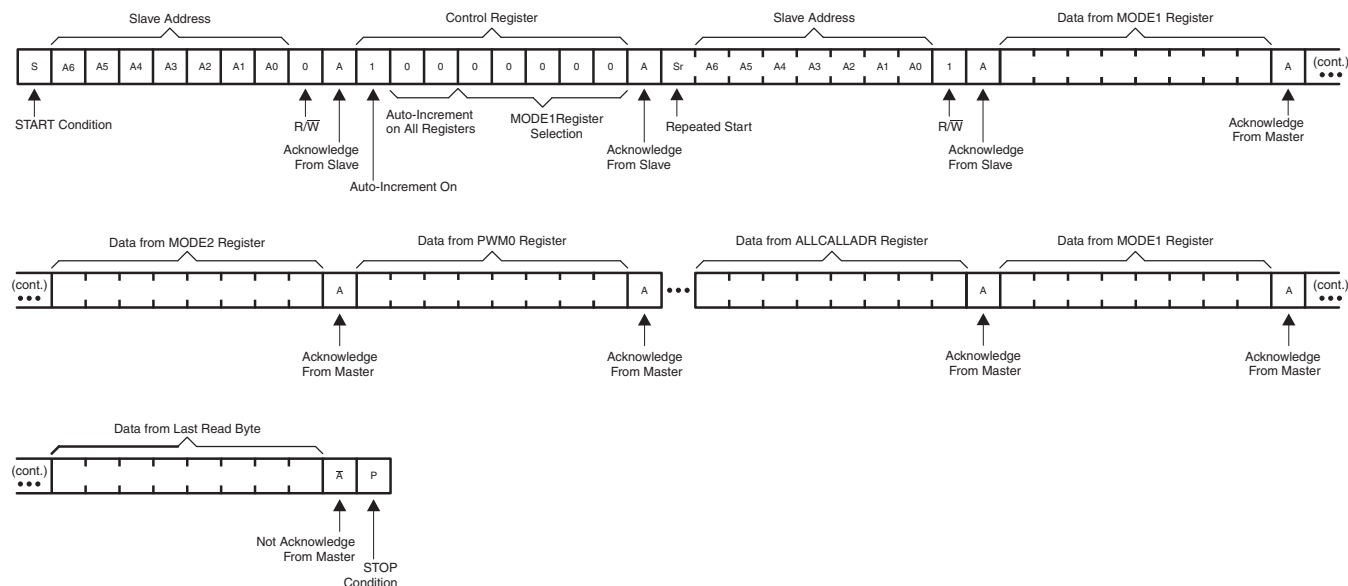 Slave Address
Control Register
Slave Address
Data from MODE1 Register
S A6 A5 A4 A3 A2 A1 A0 0 A 1 0 0 0 0 0 0 0 A Sr A6 A5 A4 A3 A2 A1 A0 1 A A (cont.)
START Condition
R/W̅
Acknowledge
From Slave
Auto-Increment On
Auto-Increment
on All Registers
MODE1Register
Selection
Acknowledge
From Slave
Repeated Start
R/W̅
Acknowledge
From Slave
Acknowledge
From Master
Data from MODE2 Register
Data from PWM0 Register
Data from ALLCALLADR Register
Data from MODE1 Register
(cont.) A A A A (cont.)
Acknowledge
From Master
Acknowledge
From Master
Acknowledge
From Master
Acknowledge
From Master
Data from Last Read Byte
(cont.) A̅ P
Not Acknowledge
From Master
STOP
Condition